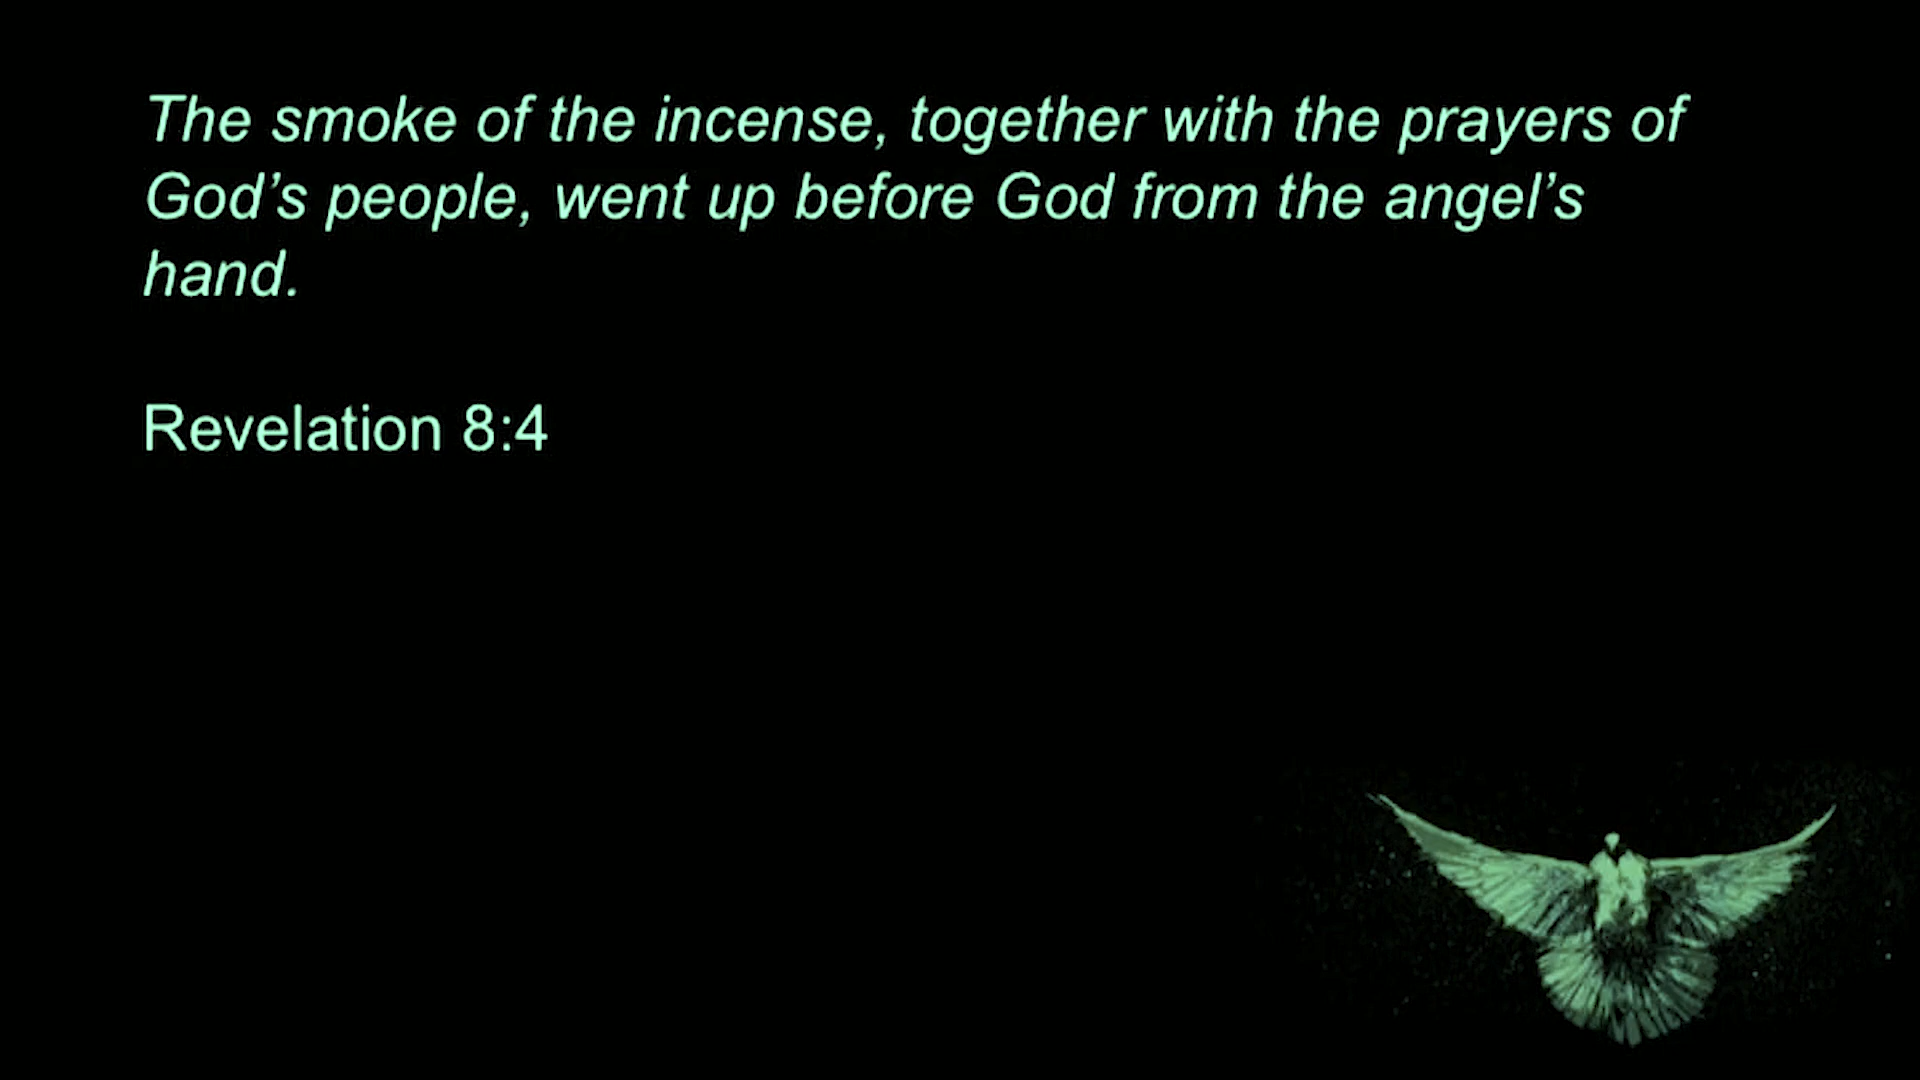 The smoke of the incense, together with the prayers of
God’s people, went up before God from the angel’s
hand.
Revelation 8:4